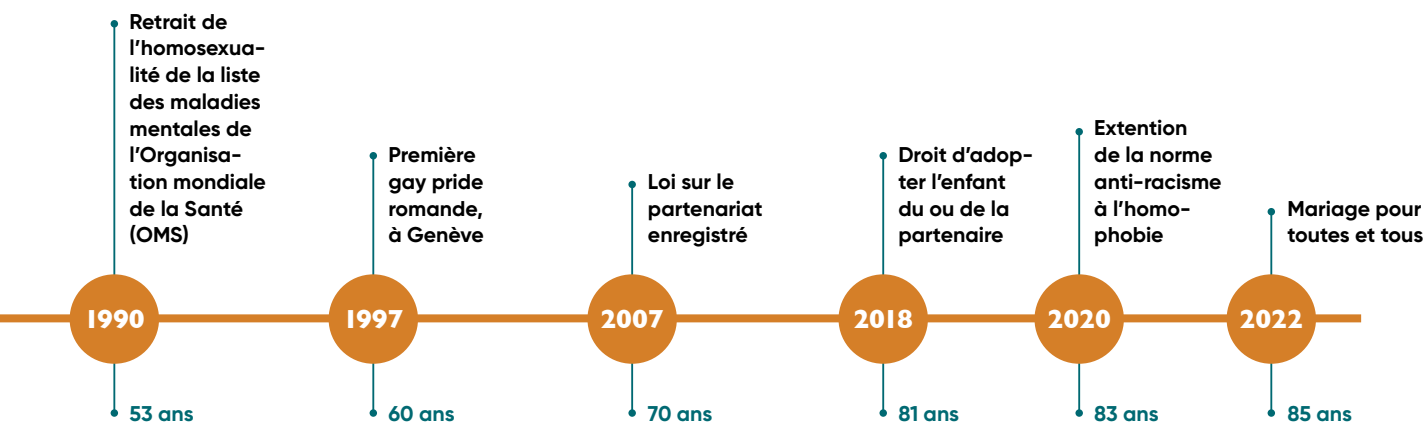 Retrait de
l'homosexua-
lité de la liste
des maladies
mentales de
l'Organisa-
tion mondiale
de la Santé
(OMS)
Première
gay pride
romande,
à Genève
Loi sur le
partenariat
enregistré
Droit d'adop-
ter l'enfant
du ou de la
partenaire
Extention
de la norme
anti-racisme
à l'homo-
phobie
Mariage pour
toutes et tous
1990
1997
2007
2018
2020
2022
53 ans
60 ans
70 ans
81 ans
83 ans
85 ans